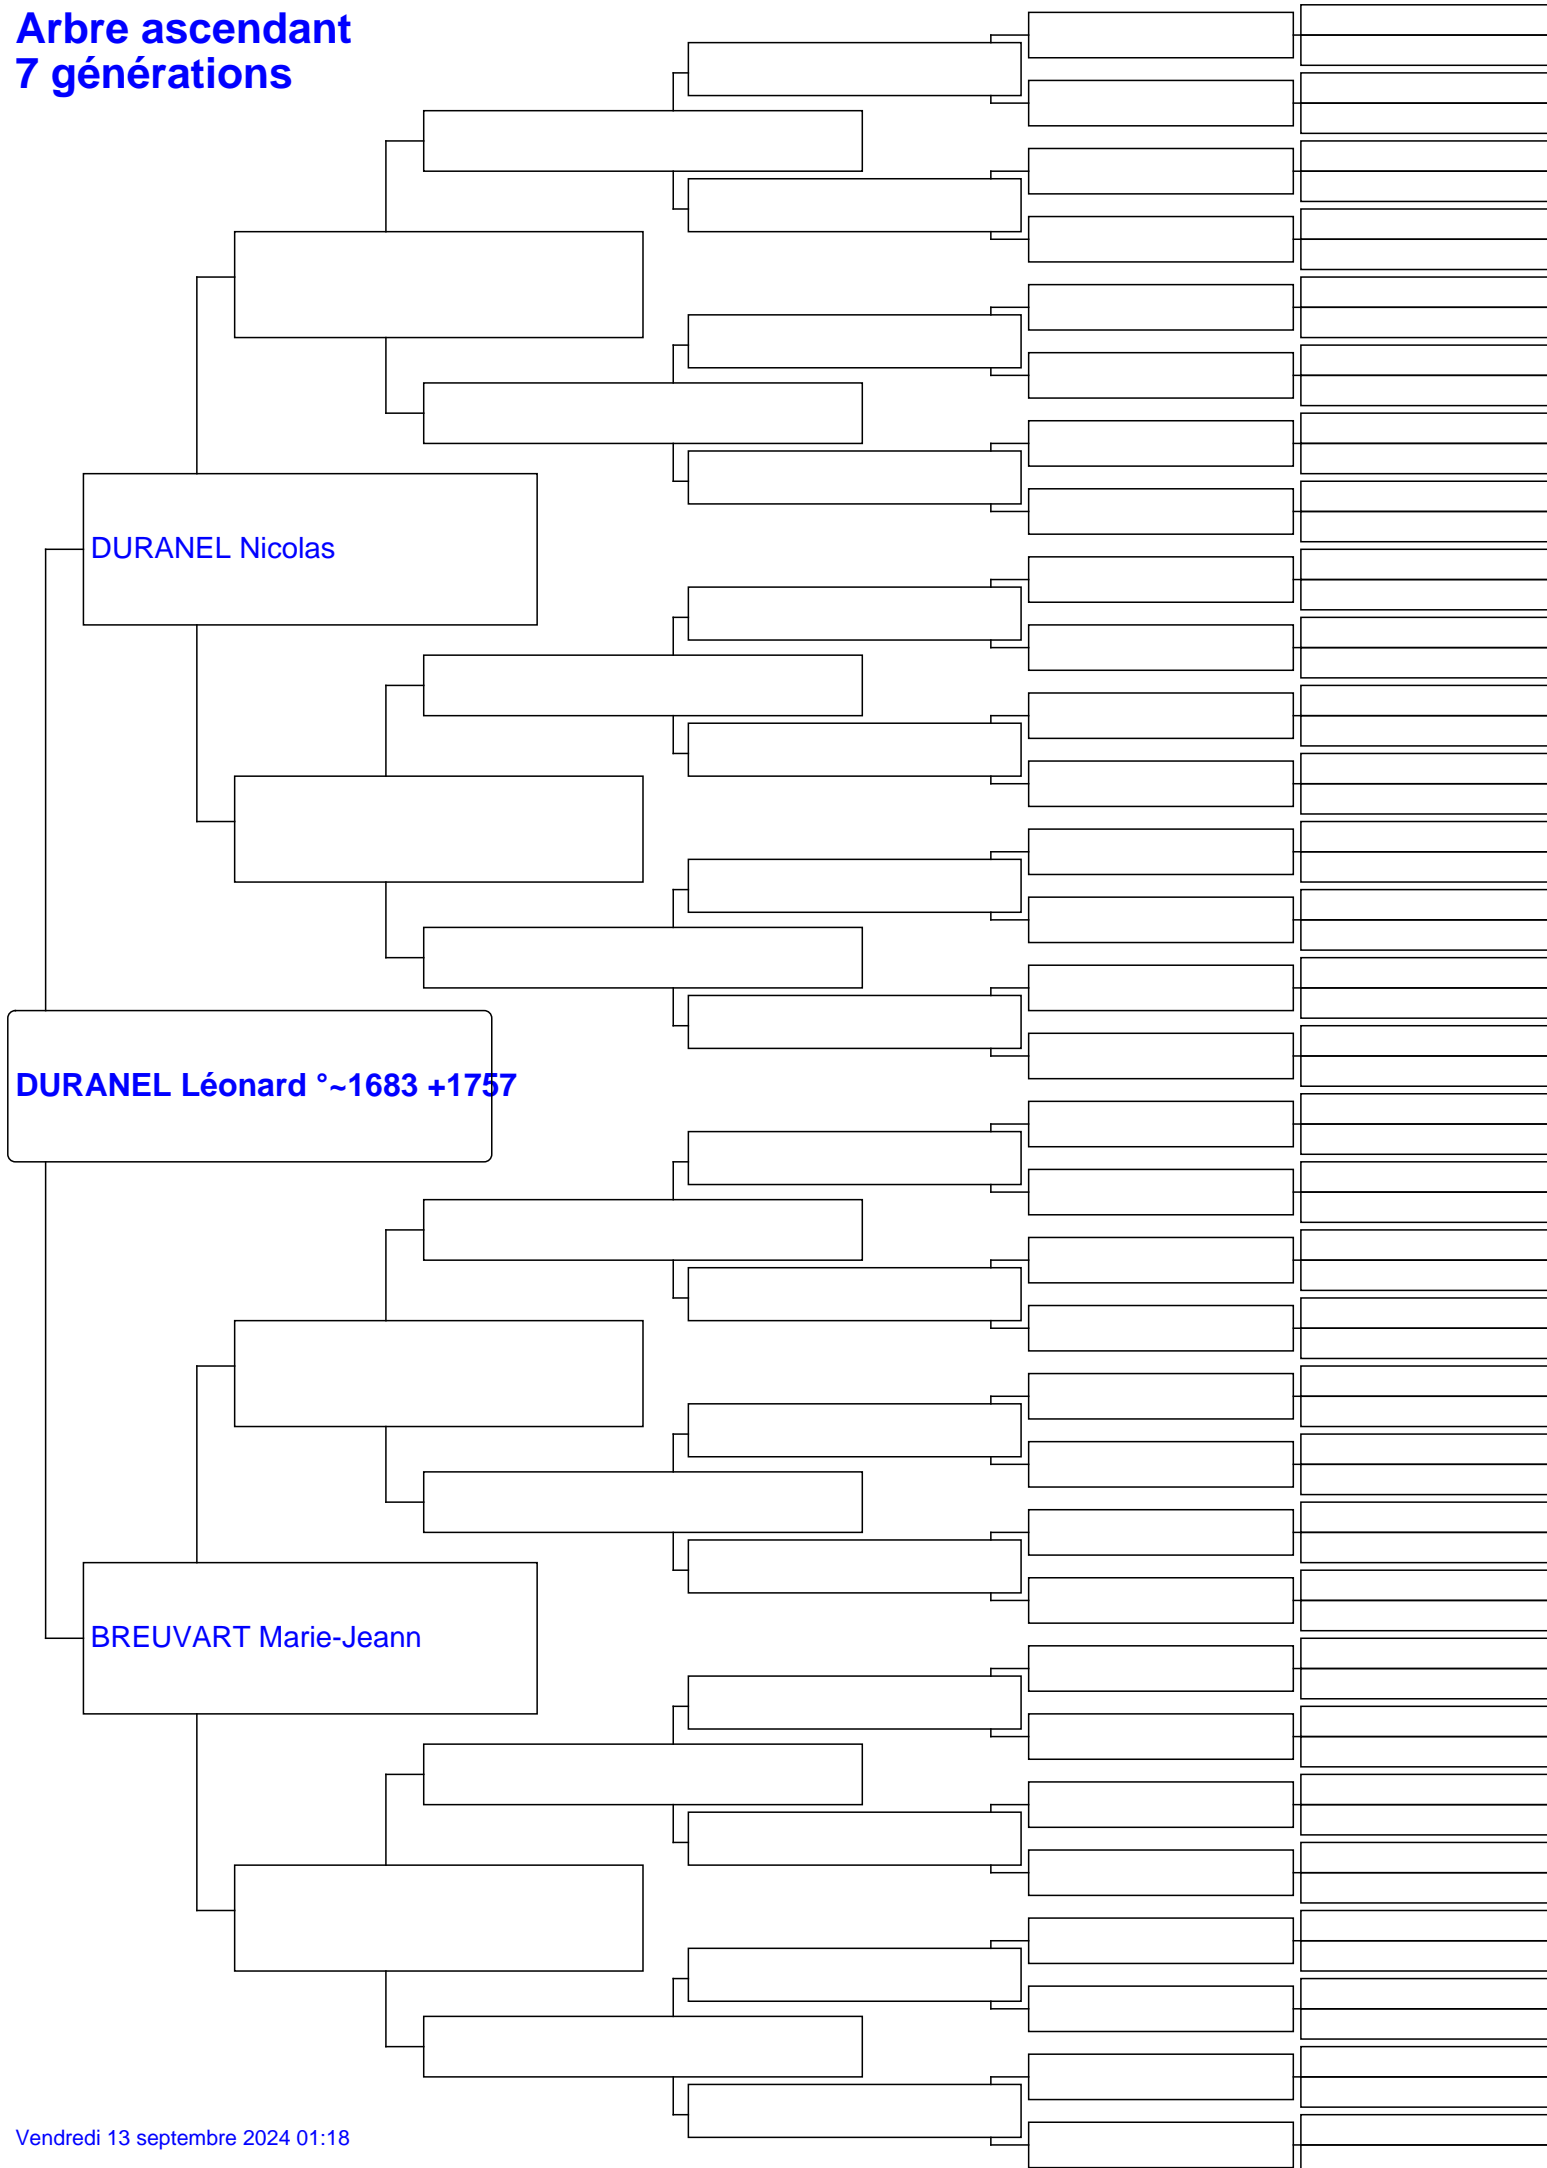 Arbre ascendant
7 générations
DURANEL Nicolas
DURANEL Léonard °~1683 +1757
BREUVART Marie-Jeann
Vendredi 13 septembre 2024 01:18